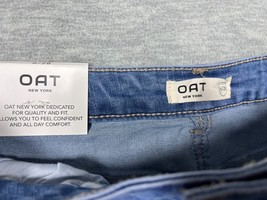 OAT
NEW YORK
OAT NEW YORK DEDICATED
FOR QUALITY AND FIT.
ALLOWS YOU TO FEEL CONFIDENT
AND ALL DAY COMFORT.
OAT
NEW YORK